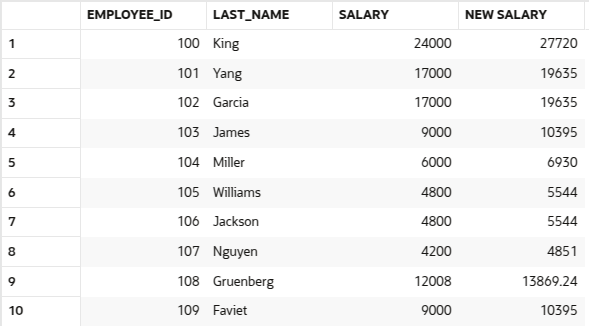 EMPLOYEE_ID LAST_NAME SALARY NEW SALARY
1 100 King 24000 27720
2 101 Yang 17000 19635
3 102 Garcia 17000 19635
4 103 James 9000 10395
5 104 Miller 6000 6930
6 105 Williams 4800 5544
7 106 Jackson 4800 5544
8 107 Nguyen 4200 4851
9 108 Gruenberg 12008 13869.24
10 109 Faviet 9000 10395